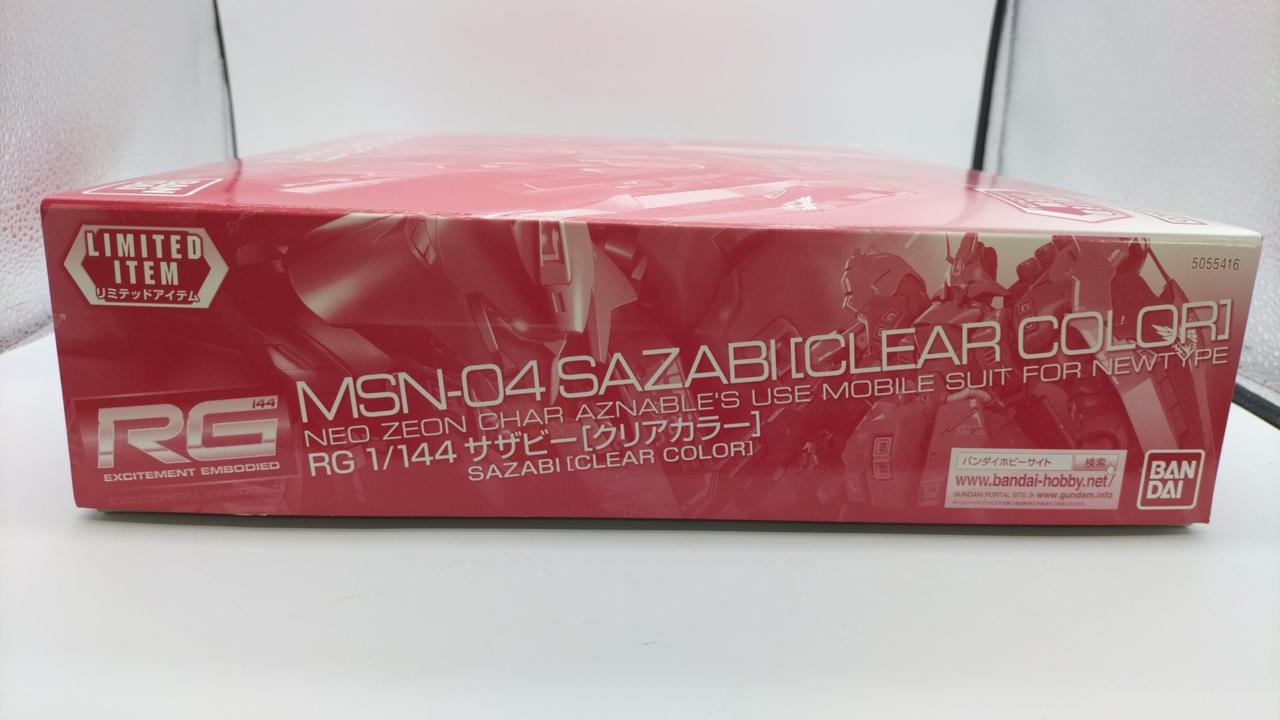 LIMITED
ITEM
リミテッドアイテム
5055416
MSN-04 SAZABI [CLEAR COLOR]
NEO ZEON CHAR AZNABLE'S USE MOBILE SUIT FOR NEWTYPE
RG 1/144 サザビー[クリアカラー]
SAZABI [CLEAR COLOR]
144
RG
EXCITEMENT EMBODIED
バンダイホビーサイト 検索
www.bandai-hobby.net/
GUNDAM PORTAL SITE www.gundam.info
BAN
DAI